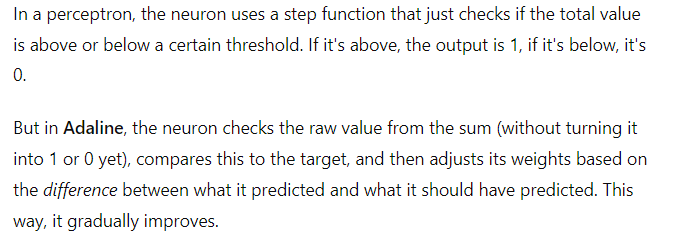 In a perceptron, the neuron uses a step function that just checks if the total value
is above or below a certain threshold. If it's above, the output is 1, if it's below, it's
0.
But in Adaline, the neuron checks the raw value from the sum (without turning it
into 1 or 0 yet), compares this to the target, and then adjusts its weights based on
the difference between what it predicted and what it should have predicted. This
way, it gradually improves.